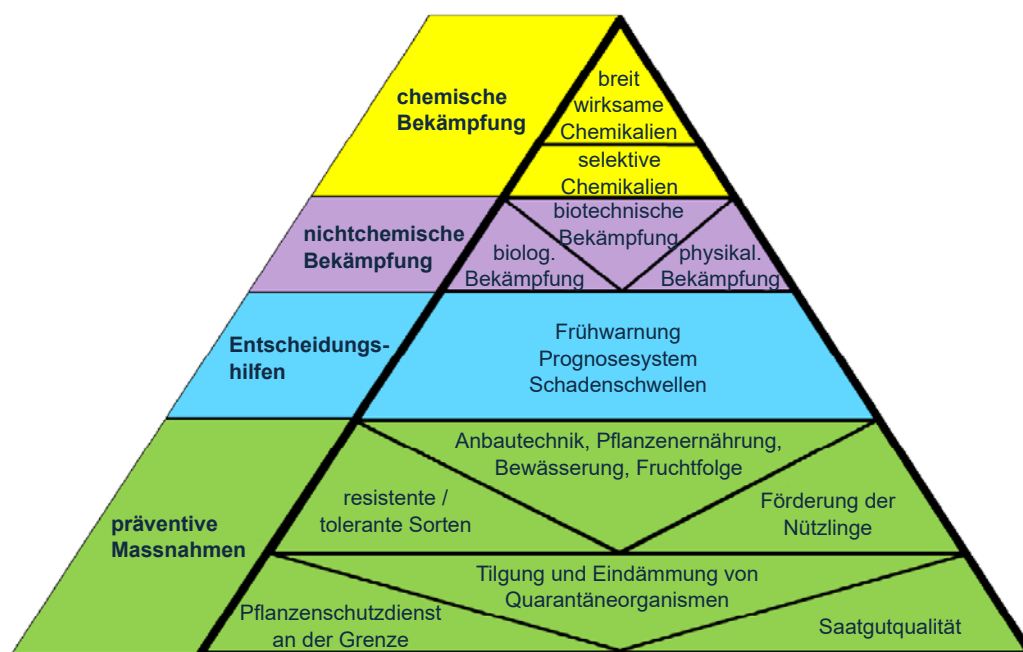 chemische
Bekämpfung
breit
wirksame
Chemikalien
selektive
Chemikalien
nichtchemische
Bekämpfung
biotechnische
Bekämpfung
biolog.
Bekämpfung
physikal.
Bekämpfung
Entscheidungs-
hilfen
Frühwarnung
Prognosesystem
Schadenschwellen
präventive
Massnahmen
Anbautechnik, Pflanzenernährung,
Bewässerung, Fruchtfolge
resistente /
tolerante Sorten
Förderung der
Nützlinge
Tilgung und Eindämmung von
Quarantäneorganismen
Pflanzenschutzdienst
an der Grenze
Saatgutqualität